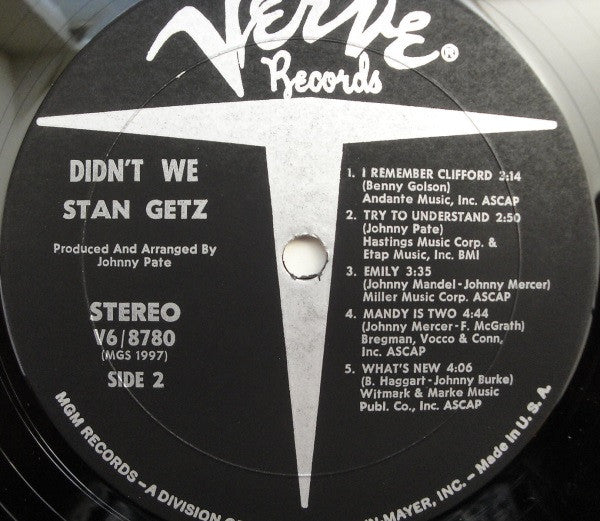 VERVE®
Records
DIDN'T WE
STAN GETZ
Produced And Arranged By
Johnny Pate
STEREO
V6/8780
(MGS 1997)
SIDE 2
1. I REMEMBER CLIFFORD 3:14
(Benny Golson)
Andante Music, Inc. ASCAP
2. TRY TO UNDERSTAND 2:50
(Johnny Pate)
Hastings Music Corp. &
Etap Music, Inc. BMI
3. EMILY 3:35
(Johnny Mandel-Johnny Mercer)
Miller Music Corp. ASCAP
4. MANDY IS TWO 4:44
(Johnny Mercer-F. McGrath)
Bregman, Vocco & Conn,
Inc. ASCAP
5. WHAT'S NEW 4:06
(B. Haggart-Johnny Burke)
Witmark & Marke Music
Publ. Co., Inc. ASCAP
MGM RECORDS – A DIVISION OF -MAYER, INC. – Made in U. S. A.